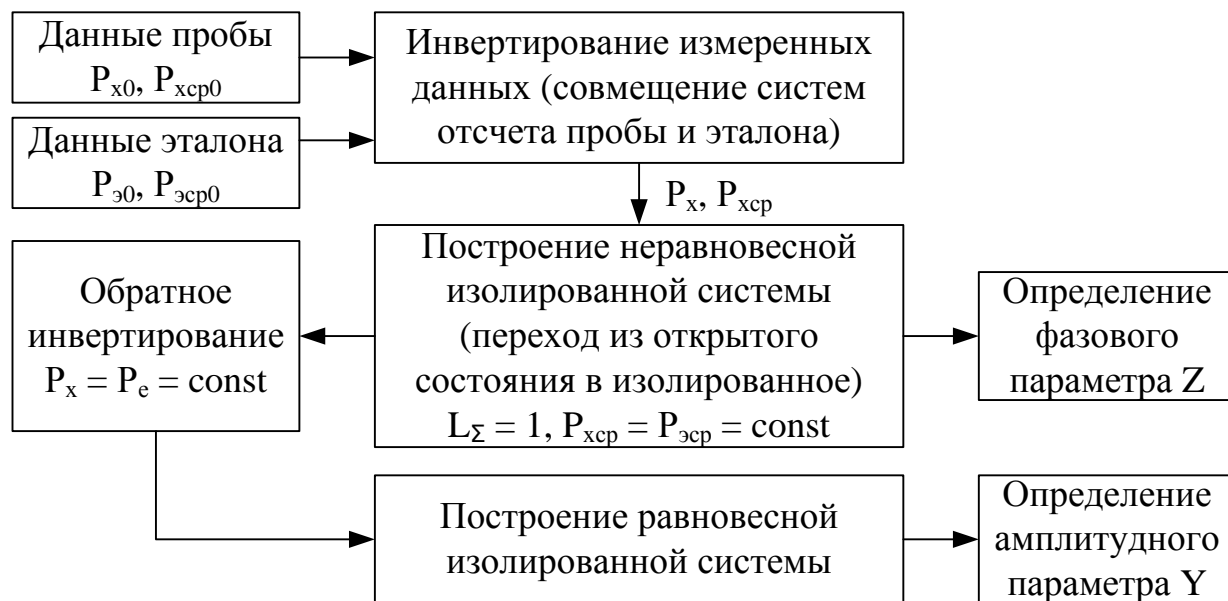 Данные пробы
Pх0, Pхср0
Инвертирование измеренных
данных (совмещение систем
отсчета пробы и эталона)
Данные эталона
Pэ0, Pэср0
Pх, Pхср
Построение неравновесной
изолированной системы
(переход из открытого
состояния в изолированное)
LΣ = 1, Pхср = Pэср = const
Обратное
инвертирование
Pх = Pе = const
Определение
фазового
параметра Z
Построение равновесной
изолированной системы
Определение
амплитудного
параметра Y